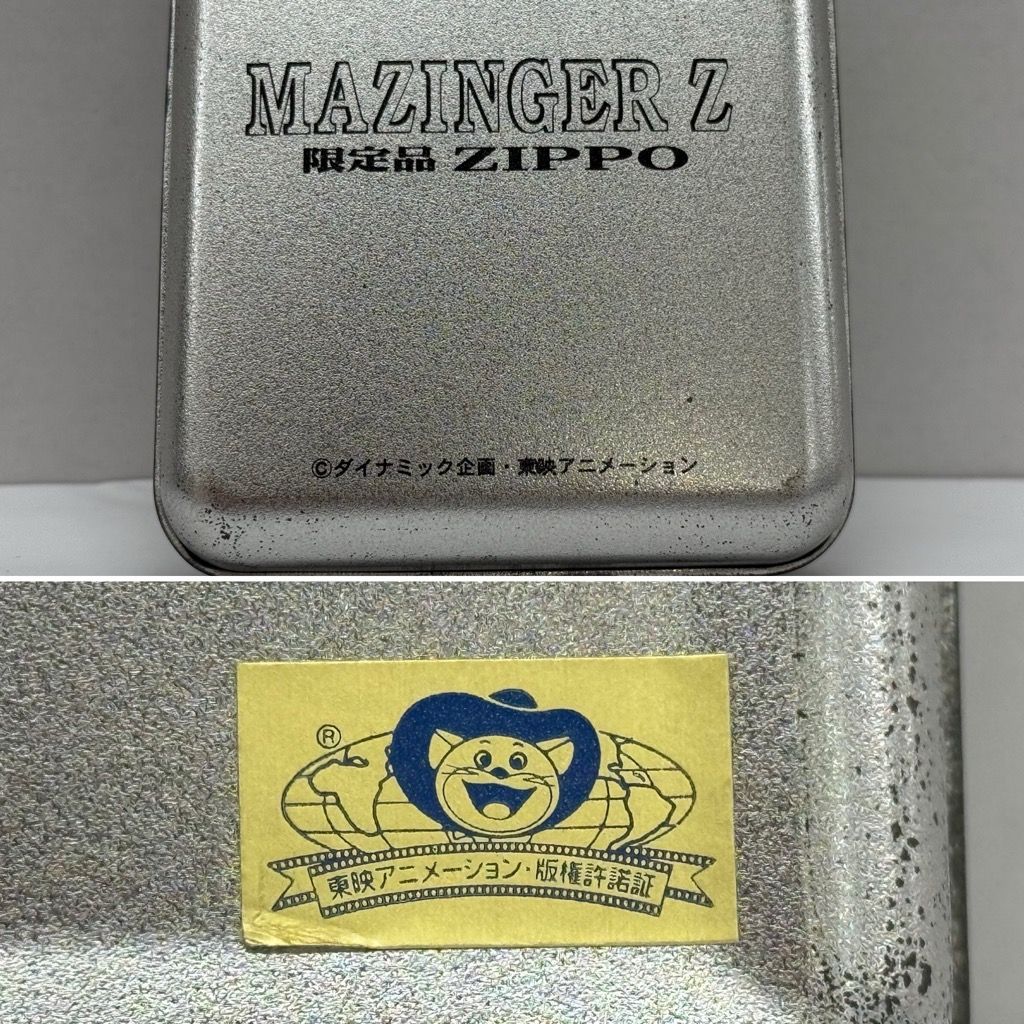 MAZINGER Z
限定品 ZIPPO
©ダイナミック企画・東映アニメーション
®
東映アニメーション・版権許諾証